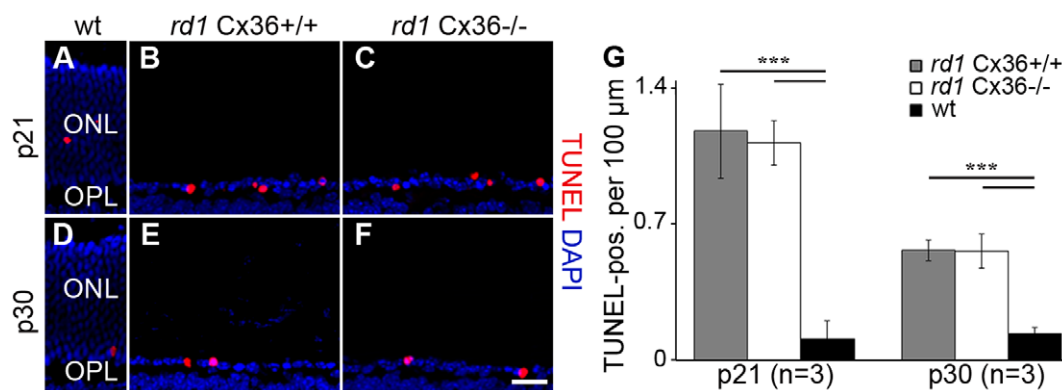 wt rd1 Cx36+/+ rd1 Cx36-/-
p21
A B C
ONL
OPL
p30
D E F
ONL
OPL
TUNEL DAPI
G
TUNEL-pos. per 100 µm
1.4
0.7
0
***
***
rd1 Cx36+/+
rd1 Cx36-/-
wt
p21 (n=3) p30 (n=3)